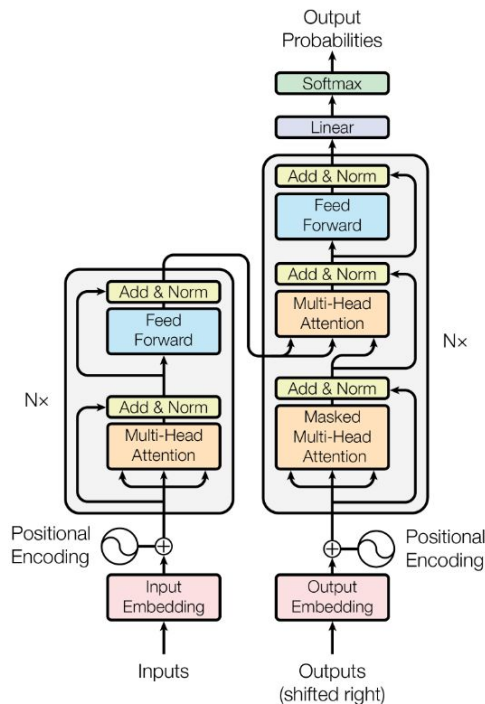 Output
Probabilities
Softmax
Linear
Add & Norm
Feed
Forward
Add & Norm
Multi-Head
Attention
Add & Norm
Masked
Multi-Head
Attention
N×
Positional
Encoding
Output
Embedding
Outputs
(shifted right)
Add & Norm
Feed
Forward
Add & Norm
Multi-Head
Attention
N×
Positional
Encoding
Input
Embedding
Inputs